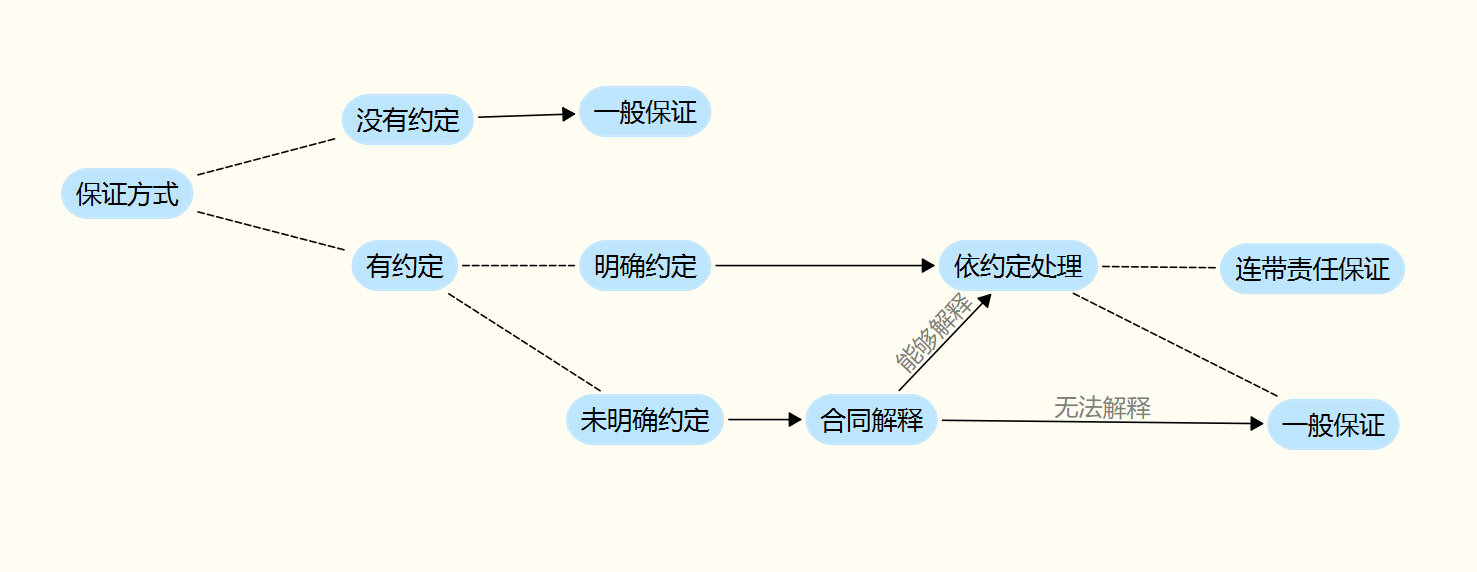 没有约定
一般保证
保证方式
有约定
明确约定
依约定处理
连带责任保证
能够解释
未明确约定
合同解释
无法解释
一般保证